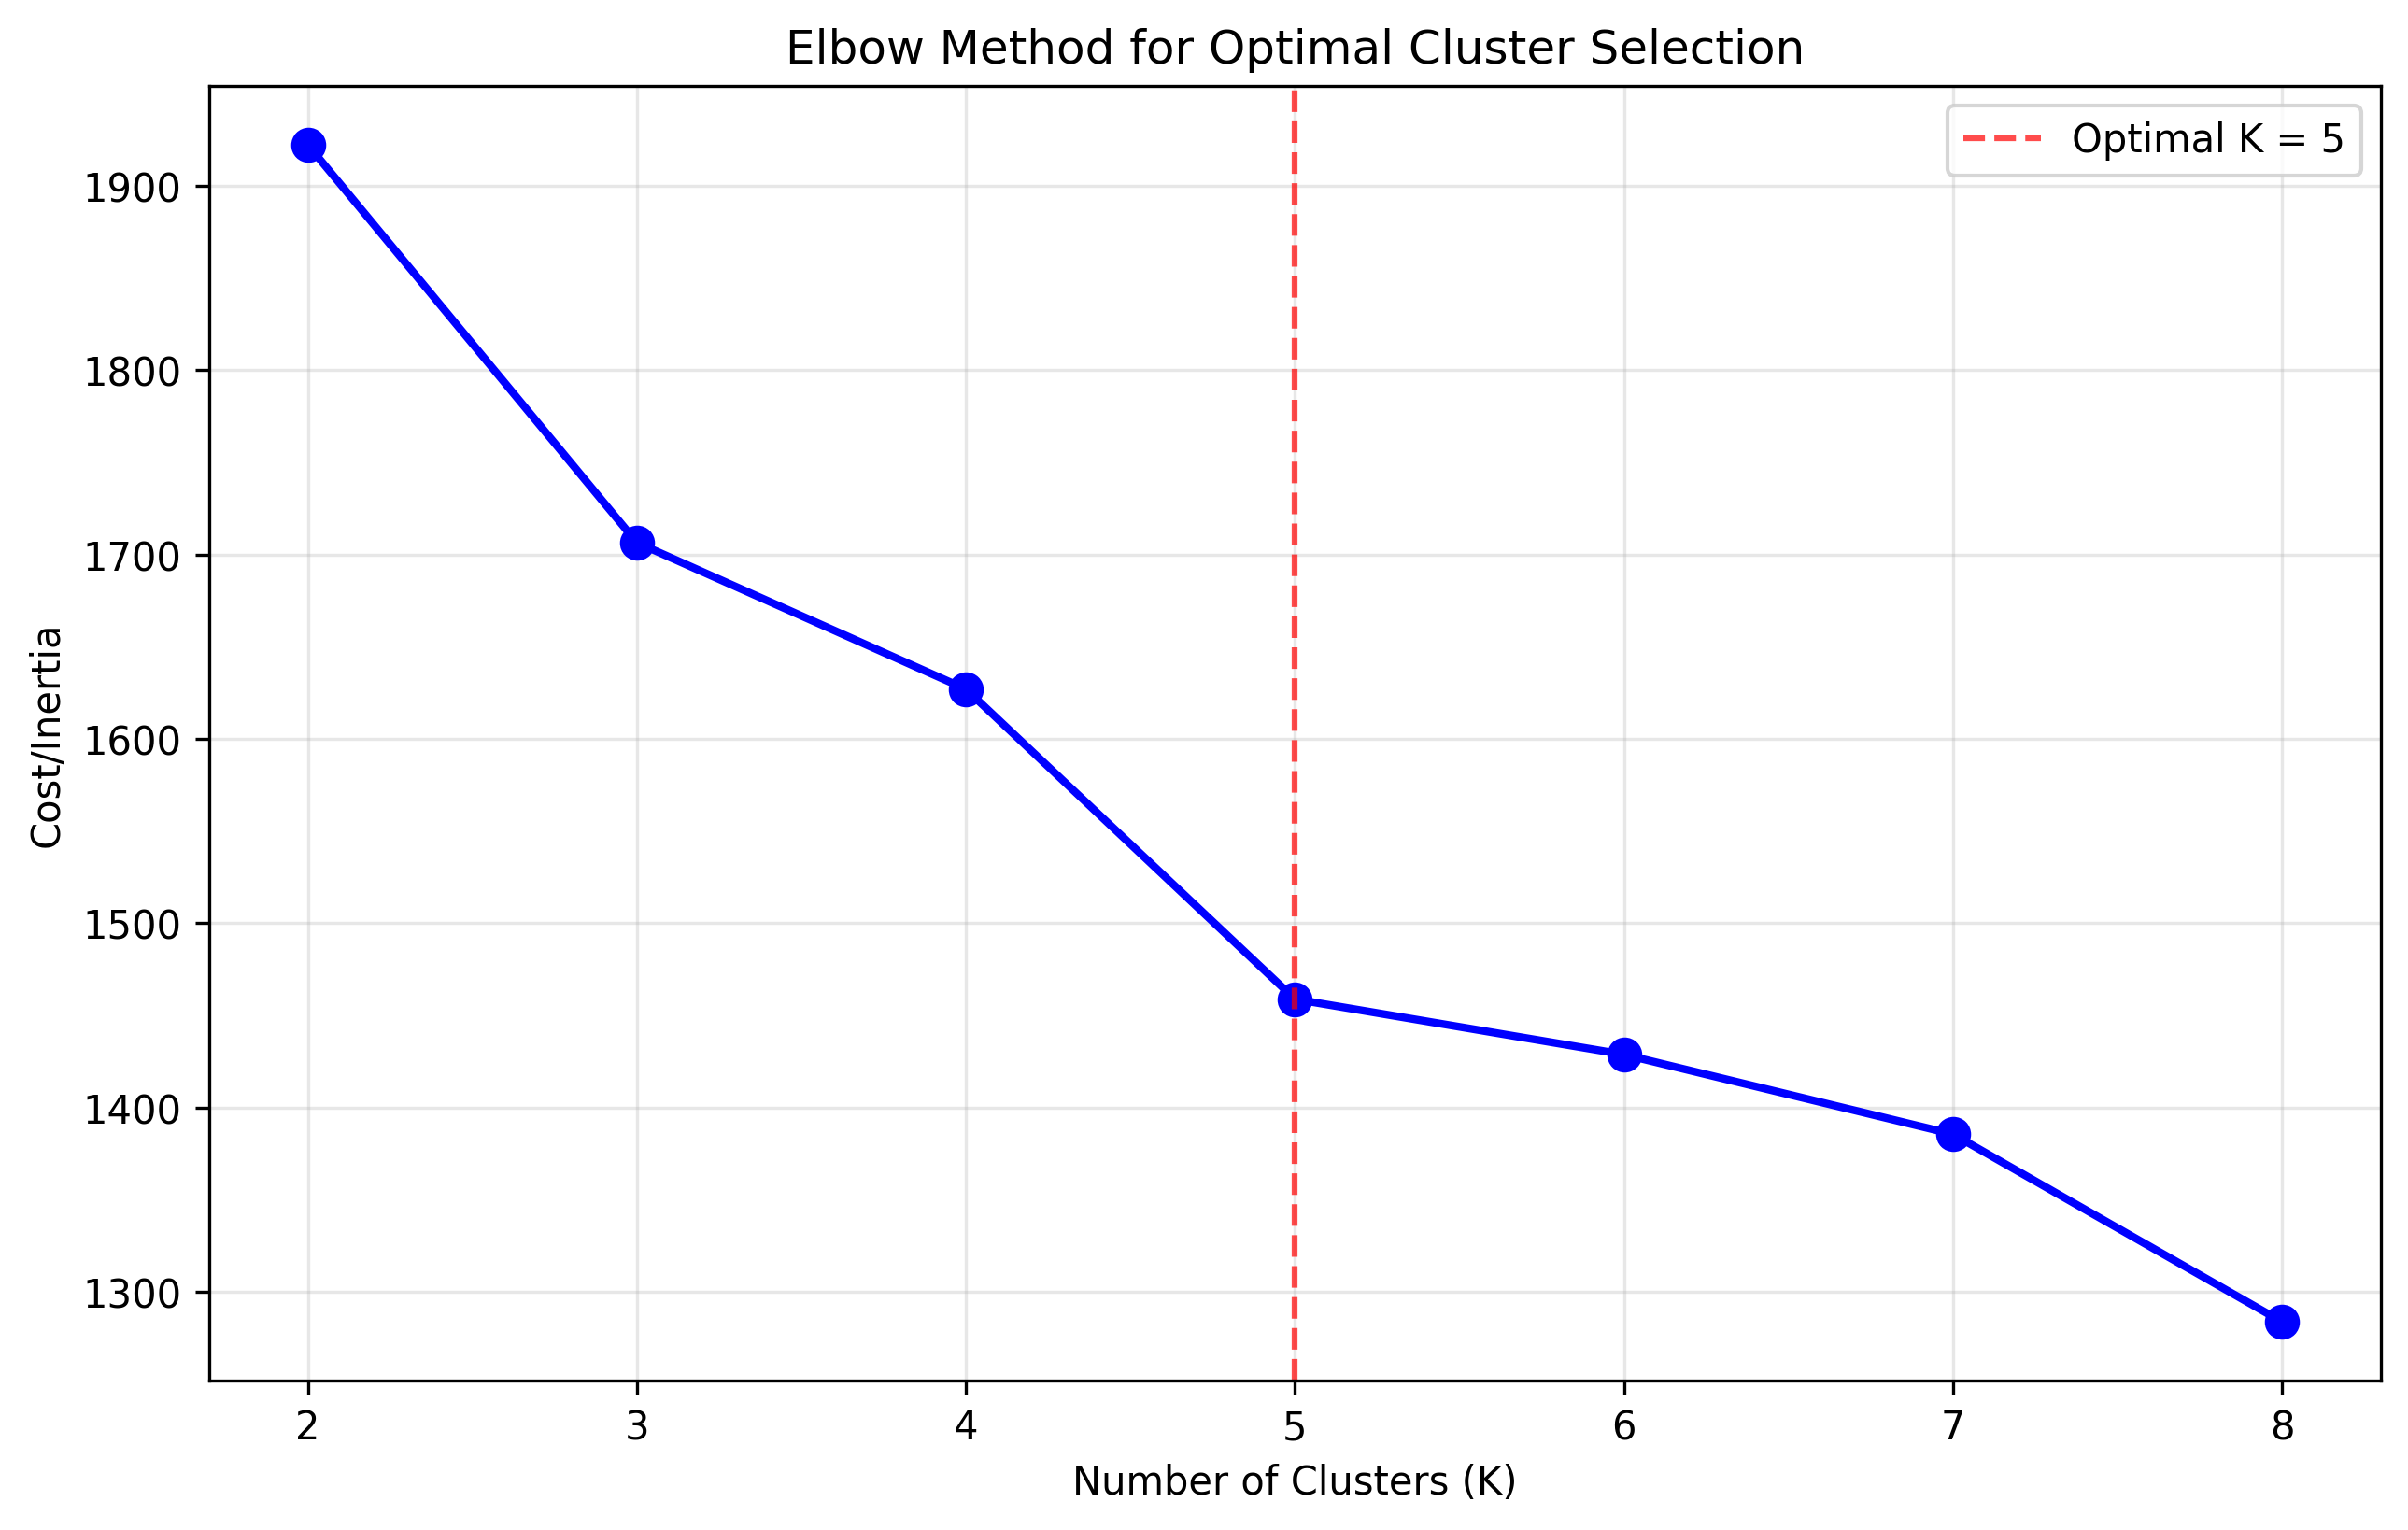 Elbow Method for Optimal Cluster Selection
Optimal K = 5
Cost/Inertia
1900
1800
1700
1600
1500
1400
1300
2 3 4 5 6 7 8
Number of Clusters (K)